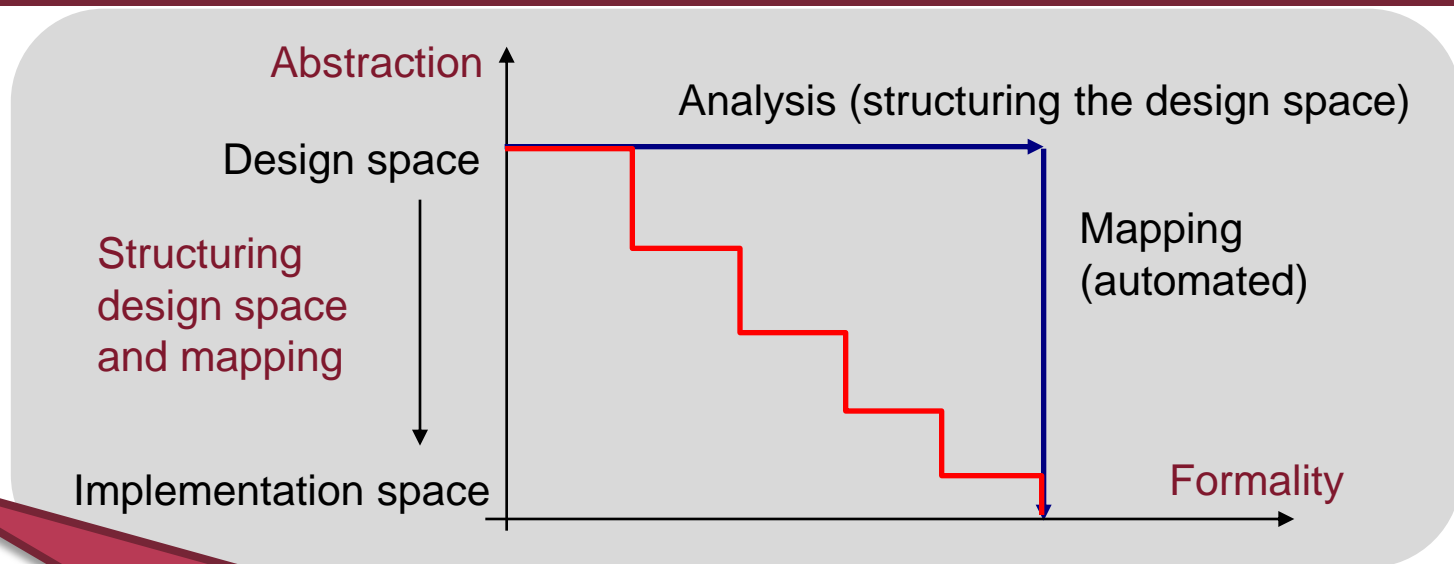 Abstraction
Analysis (structuring the design space)
Design space
Mapping
(automated)
Structuring
design space
and mapping
Formality
Implementation space